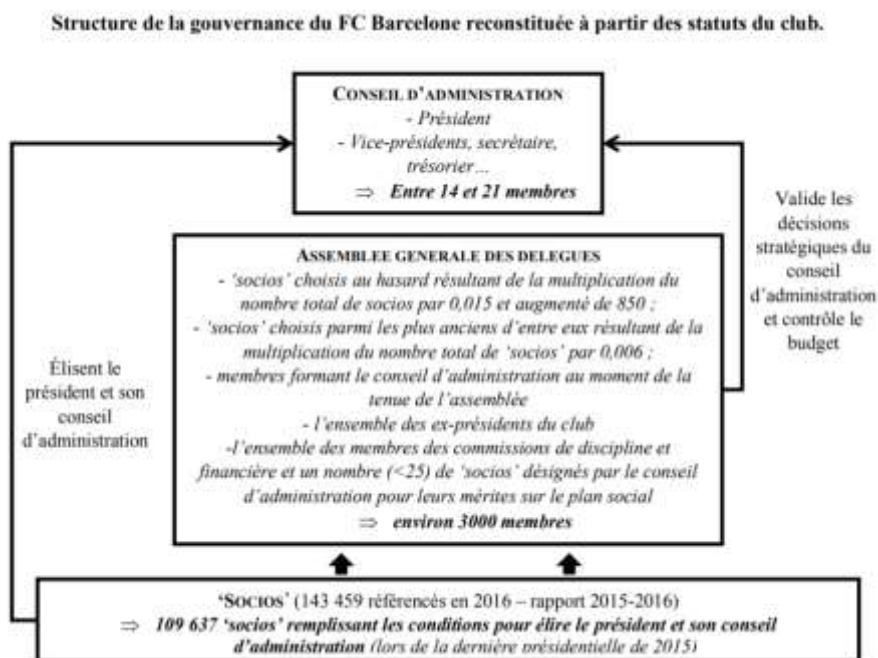 Structure de la gouvernance du FC Barcelone reconstituée à partir des statuts du club.
CONSEIL D'ADMINISTRATION
- Président
- Vice-présidents, secrétaire,
trésorier…
⇒ Entre 14 et 21 membres
ASSEMBLEE GENERALE DES DELEGUES
- 'socios' choisis au hasard résultant de la multiplication du
nombre total de socios par 0,015 et augmenté de 850 ;
- 'socios' choisis parmi les plus anciens d'entre eux résultant de la
multiplication du nombre total de 'socios' par 0,006 ;
- membres formant le conseil d'administration au moment de la
tenue de l'assemblée
- l'ensemble des ex-présidents du club
-l'ensemble des membres des commissions de discipline et
financière et un nombre (<25) de 'socios' désignés par le conseil
d'administration pour leurs mérites sur le plan social
⇒ environ 3000 membres
Élisent le
président et son
conseil
d'administration
Valide les
décisions
stratégiques du
conseil
d'administration
et contrôle le
budget
'SOCIOS' (143 459 référencés en 2016 – rapport 2015-2016)
⇒ 109 637 'socios' remplissant les conditions pour élire le président et son conseil
d'administration (lors de la dernière présidentielle de 2015)